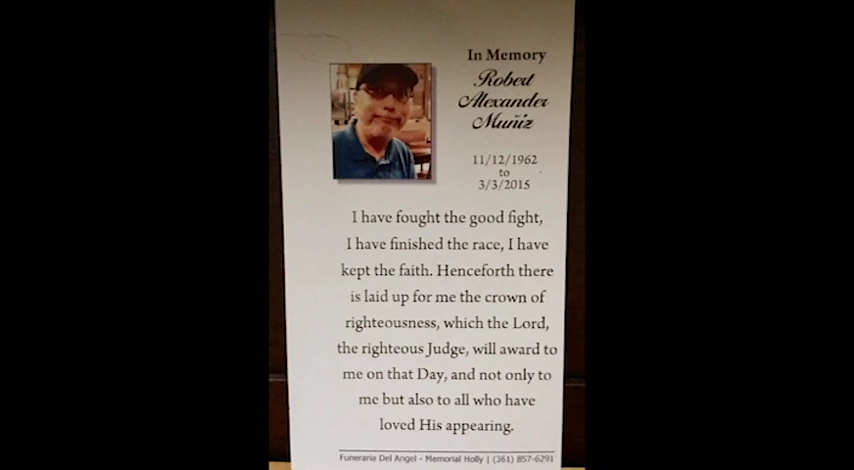 In Memory
Robert
Alexander
Muñiz
11/12/1962
to
3/3/2015
I have fought the good fight,
I have finished the race, I have
kept the faith. Henceforth there
is laid up for me the crown of
righteousness, which the Lord,
the righteous Judge, will award to
me on that Day, and not only to
me but also to all who have
loved His appearing.
Funeraria Del Angel - Memorial Holly | (361) 857-6291